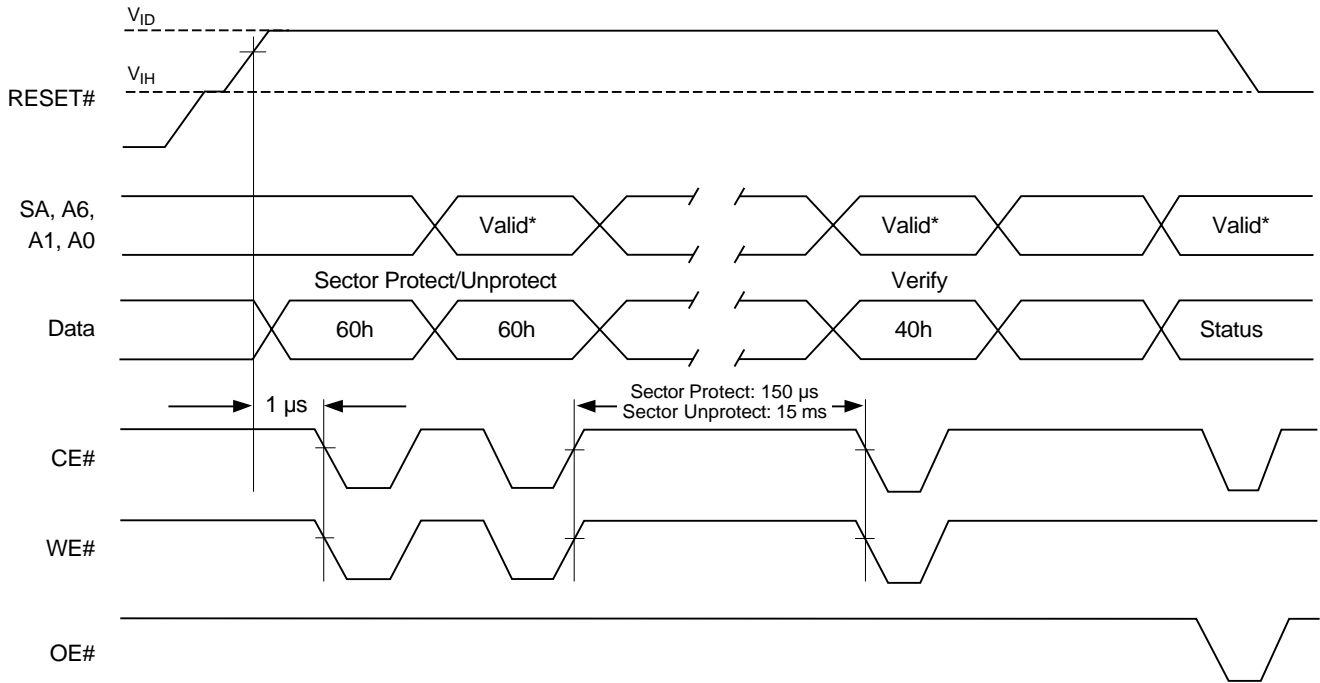 VID
VIH
RESET#
SA, A6,
A1, A0
Valid*
Valid*
Valid*
Sector Protect/Unprotect
Verify
Data
60h
60h
40h
Status
1 µs
Sector Protect: 150 µs
Sector Unprotect: 15 ms
CE#
WE#
OE#